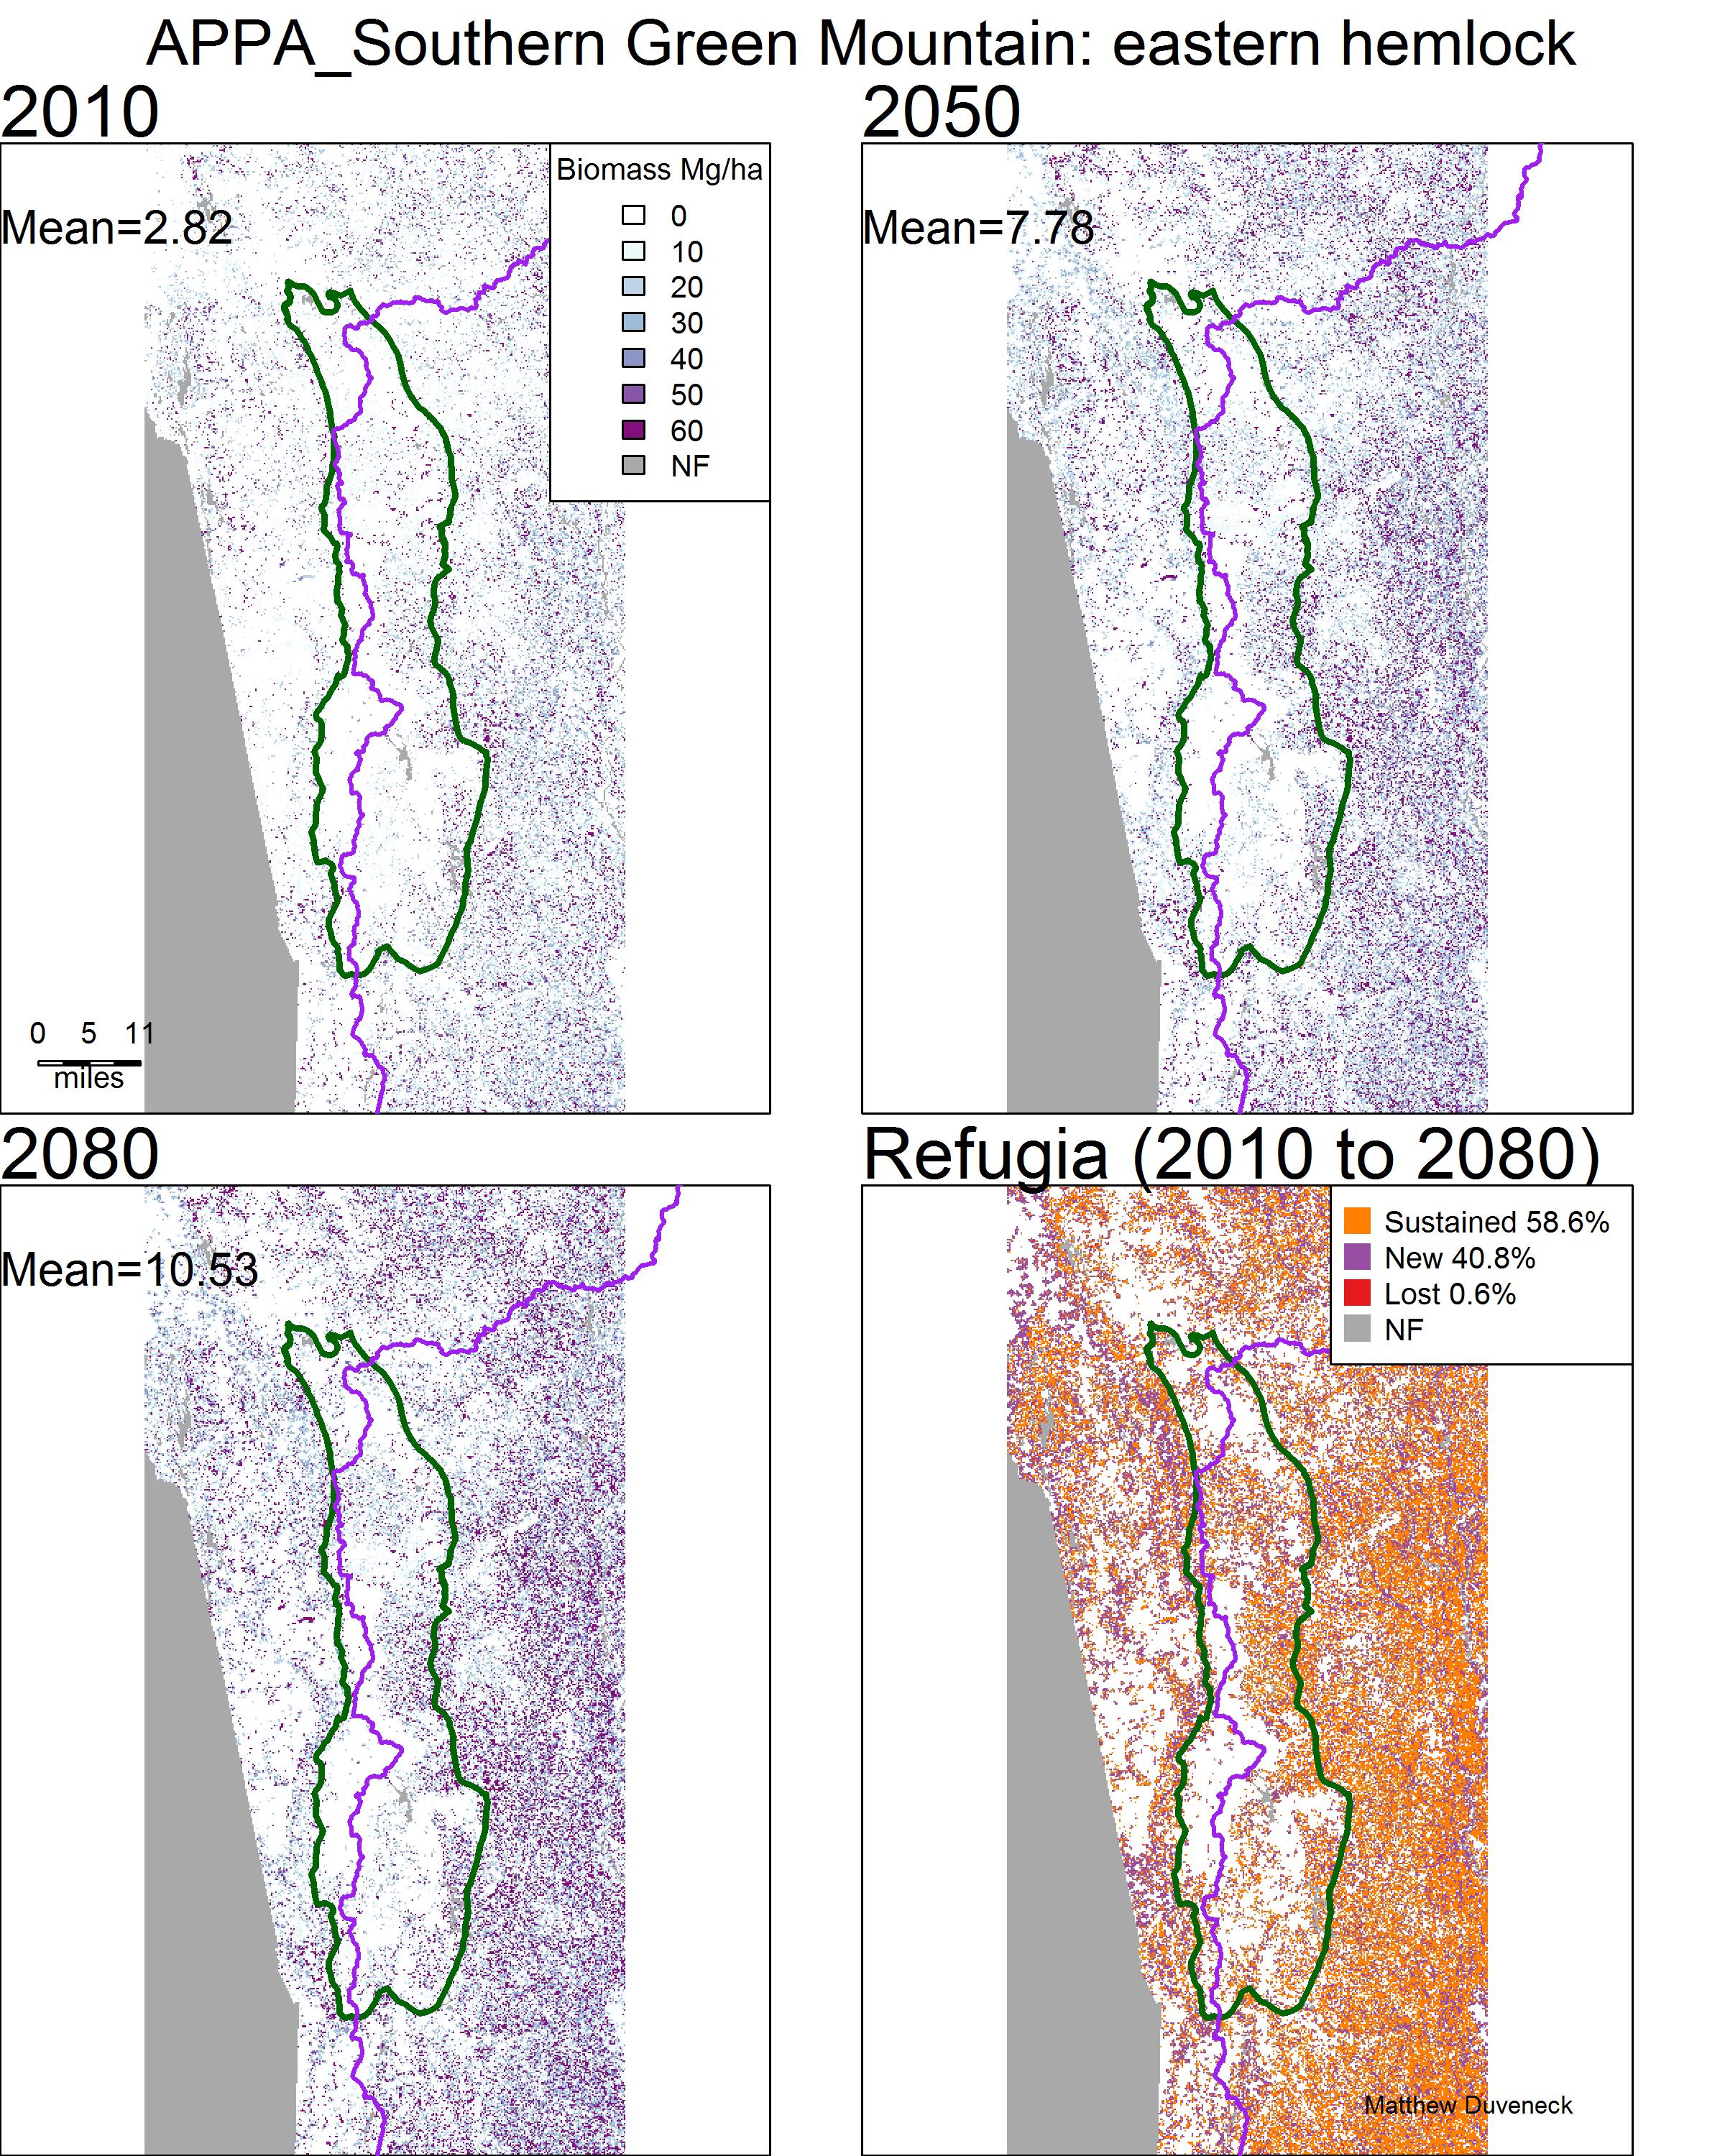 APPA_Southern Green Mountain: eastern hemlock
2010
2050
Mean=2.82
Biomass Mg/ha
0
10
20
30
40
50
60
NF
0 5 11
miles
Mean=7.78
2080
Refugia (2010 to 2080)
Mean=10.53
Sustained 58.6%
New 40.8%
Lost 0.6%
NF
Matthew Duveneck